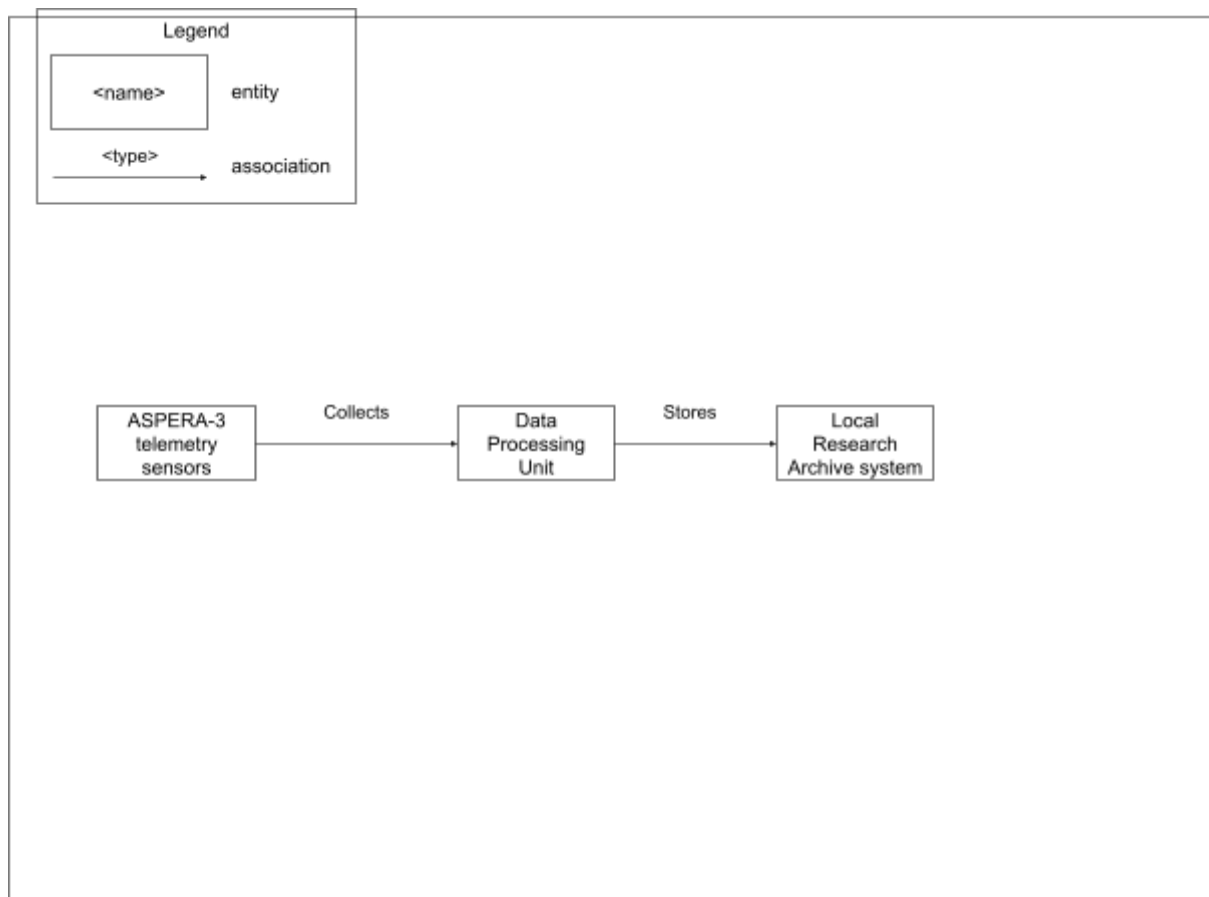 Legend
<name>
entity
<type>
association
Collects
Stores
ASPERA-3
telemetry
sensors
Data
Processing
Unit
Local
Research
Archive system